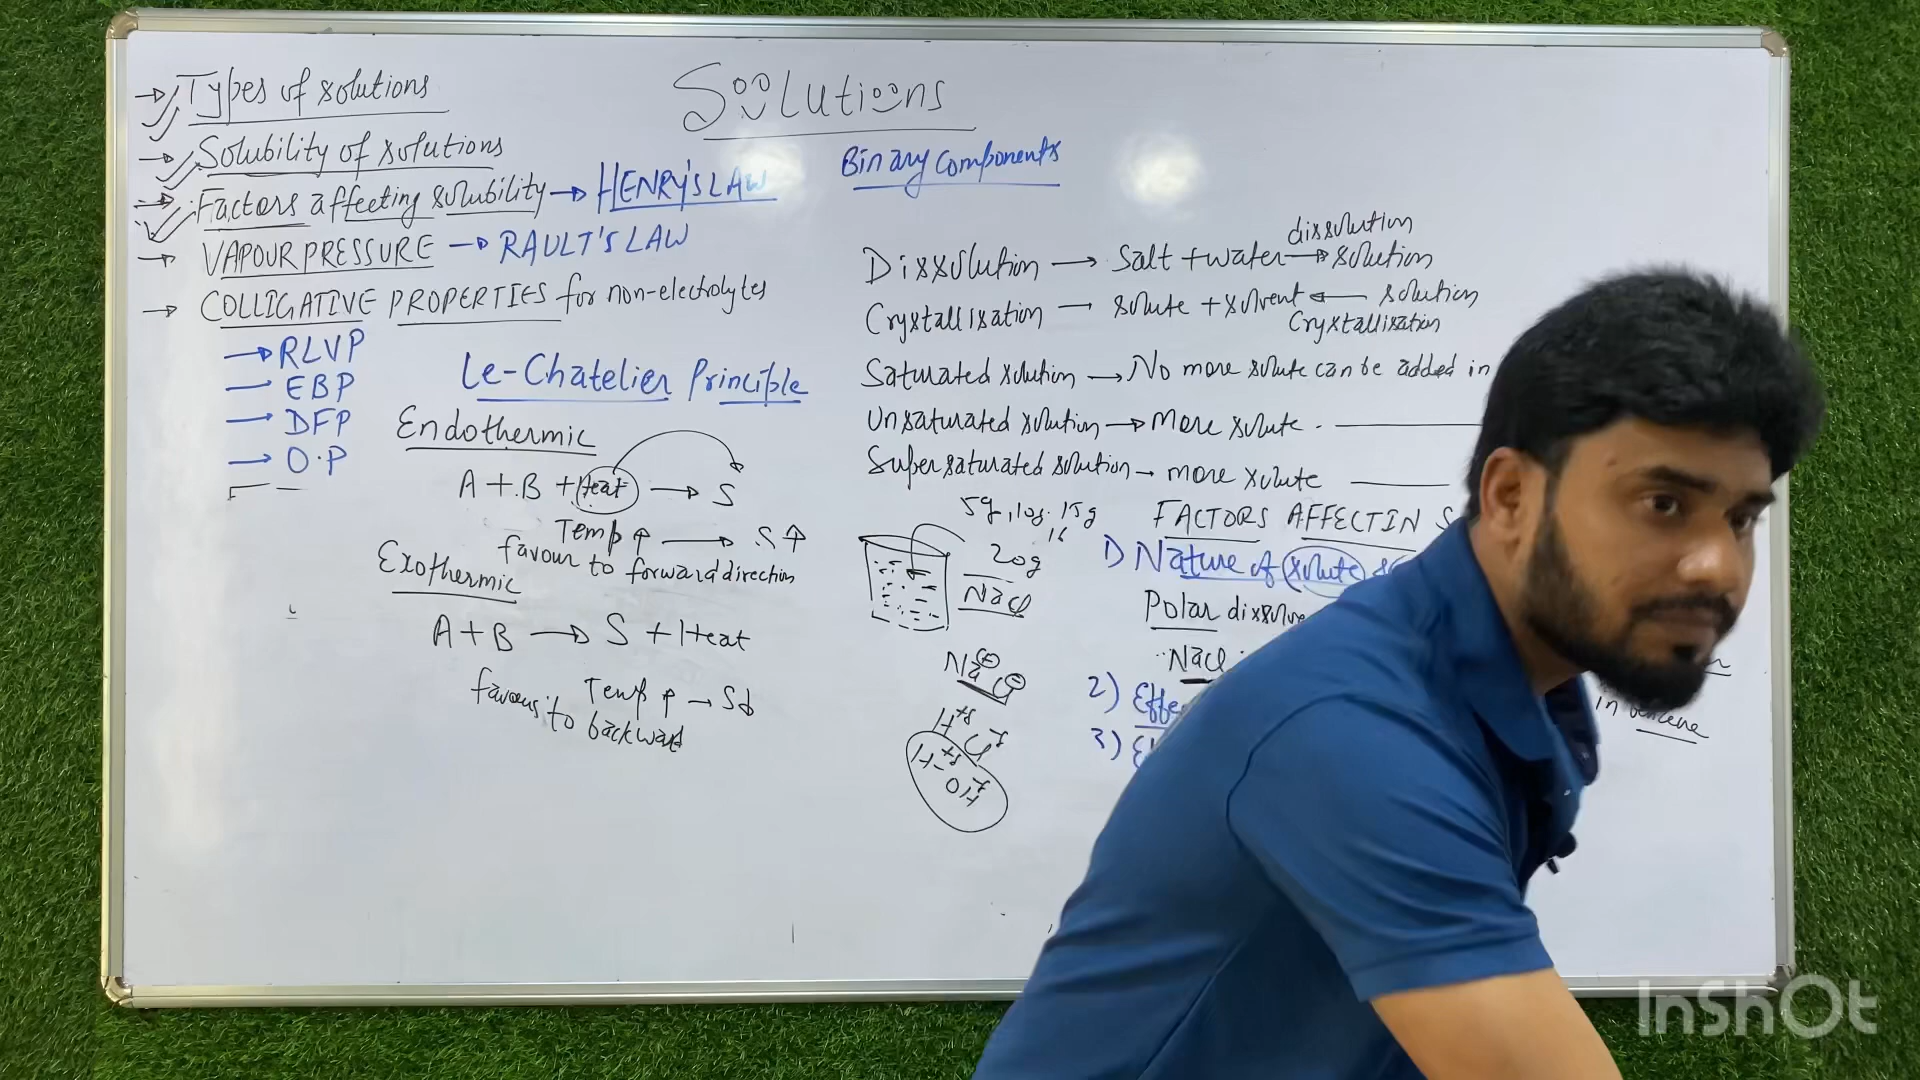 Solutions
Binary components
→ Types of solutions
→ Solubility of solutions
→ Factors affecting solubility → HENRY'S LAW
→ VAPOUR PRESSURE → RAULT'S LAW
→ COLLIGATIVE PROPERTIES for non-electrolytes
→ RLVP
→ EBP
→ DFP
→ O.P
Le-Chatelier Principle
Endothermic
A + B + Heat → S
Temp ↑ → S ↑
favour to forward direction
Exothermic
A + B → S + Heat
Temp ↑ → S↓
favours to backward
dissolution
Dissolution → Salt + water → solution
Crystallisation → solute + solvent ← solution
Crystallisation
Saturated solution → No more solute can be added in
Unsaturated solution → More solute
Supersaturated solution → more solute
5g, 10g. 15g
16
20g
NaCl
FACTORS AFFECTIN S
1) Nature of solute
Polar dissolve
NaCl
in benzene
2) Effe
3)
InShOt